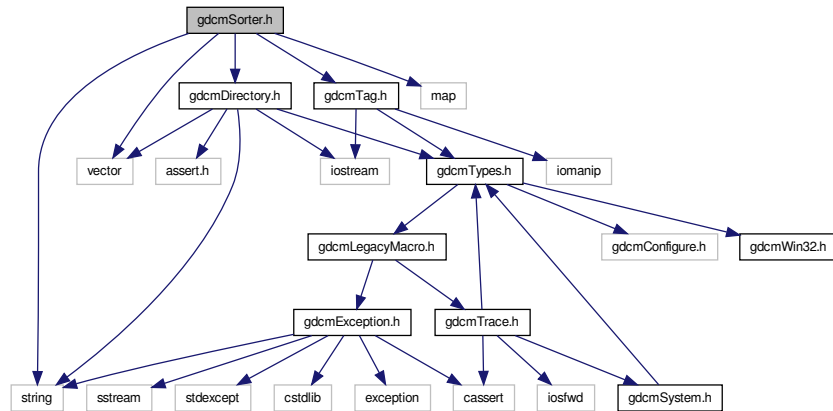 gdcmSorter.h
gdcmDirectory.h
gdcmTag.h
map
vector
assert.h
iostream
gdcmTypes.h
iomanip
gdcmLegacyMacro.h
gdcmConfigure.h
gdcmWin32.h
gdcmException.h
gdcmTrace.h
string
sstream
stdexcept
cstdlib
exception
cassert
iosfwd
gdcmSystem.h